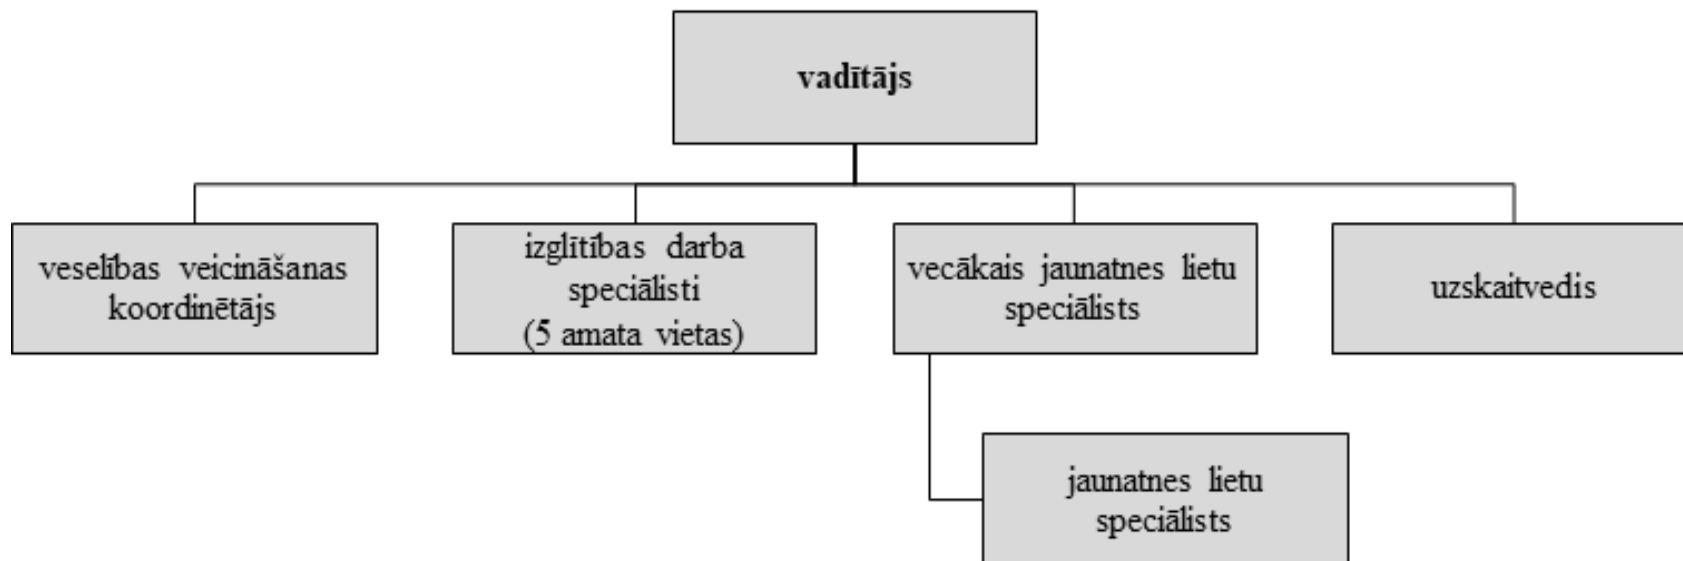 vadītājs
veselības veicināšanas
koordinētājs
izglītības darba
speciālisti
(5 amata vietas)
vecākais jaunatnes lietu
speciālists
uzskaitvedis
jaunatnes lietu
speciālists